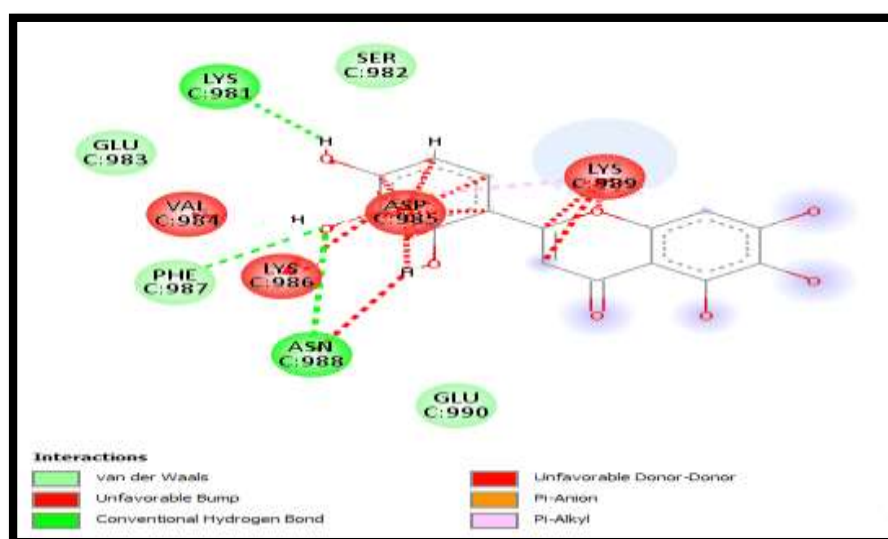 SER
C:982
LYS
C:981
GLU
C:983
VAL
C:984
ASP
C:985
LYS
C:989
LYS
C:986
PHE
C:987
ASN
C:988
GLU
C:990
H
O
H
H
O
H
O
O
O
O
O
O
O
Interactions
van der Waals
Unfavorable Bump
Conventional Hydrogen Bond
Unfavorable Donor-Donor
Pi-Anion
Pi-Alkyl